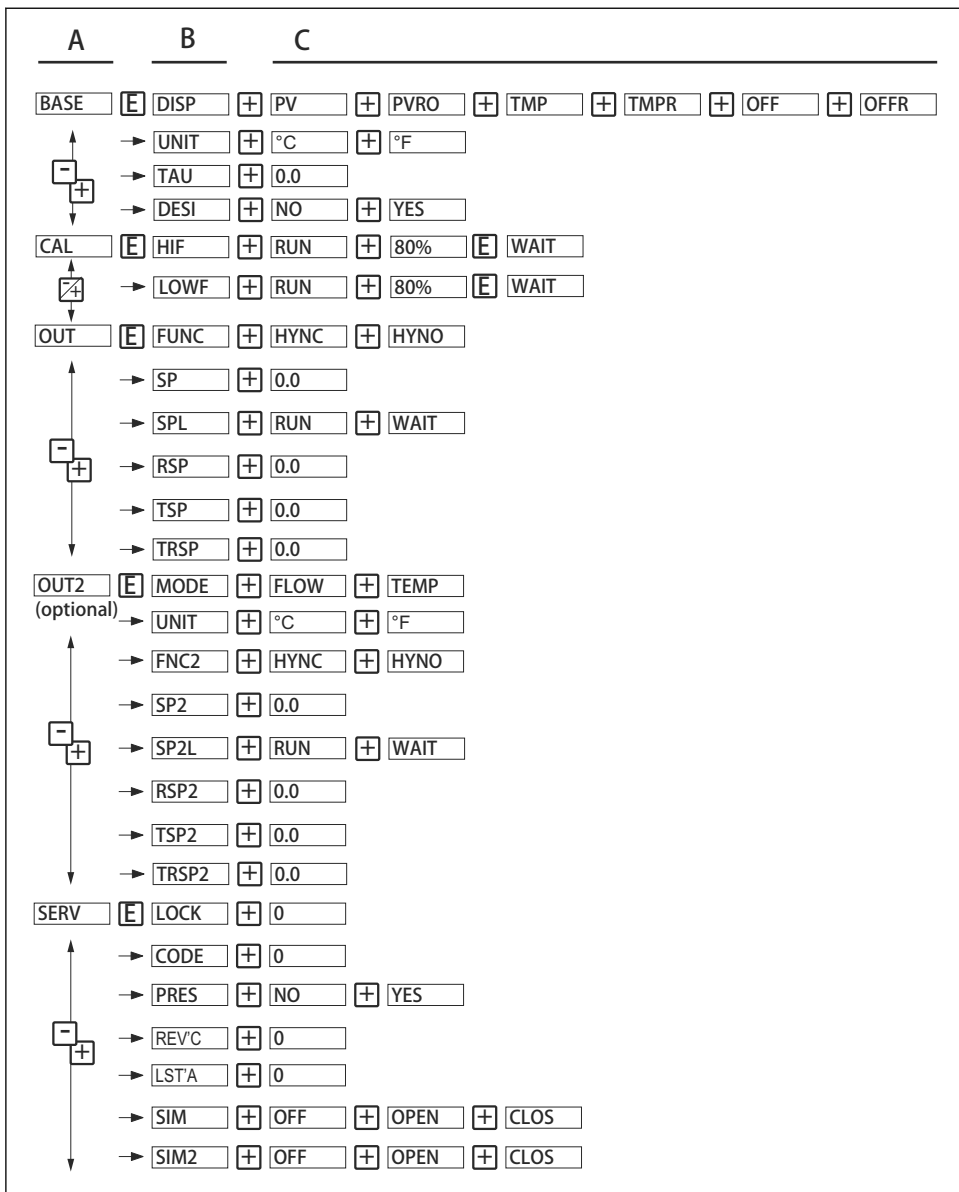 A B C
BASE E DISP + PV + PVRO + TMP + TMPR + OFF + OFFR
UNIT + °C + °F
- +
TAU + 0.0
DESI + NO + YES
CAL E HIF + RUN + 80% E WAIT
-/+ LOWF + RUN + 80% E WAIT
OUT E FUNC + HYNC + HYNO
SP + 0.0
SPL + RUN + WAIT
- +
RSP + 0.0
TSP + 0.0
TRSP + 0.0
OUT2 E MODE + FLOW + TEMP
(optional)
UNIT + °C + °F
FNC2 + HYNC + HYNO
SP2 + 0.0
- +
SP2L + RUN + WAIT
RSP2 + 0.0
TSP2 + 0.0
TRSP2 + 0.0
SERV E LOCK + 0
CODE + 0
PRES + NO + YES
- +
REV'C + 0
LST'A + 0
SIM + OFF + OPEN + CLOS
SIM2 + OFF + OPEN + CLOS